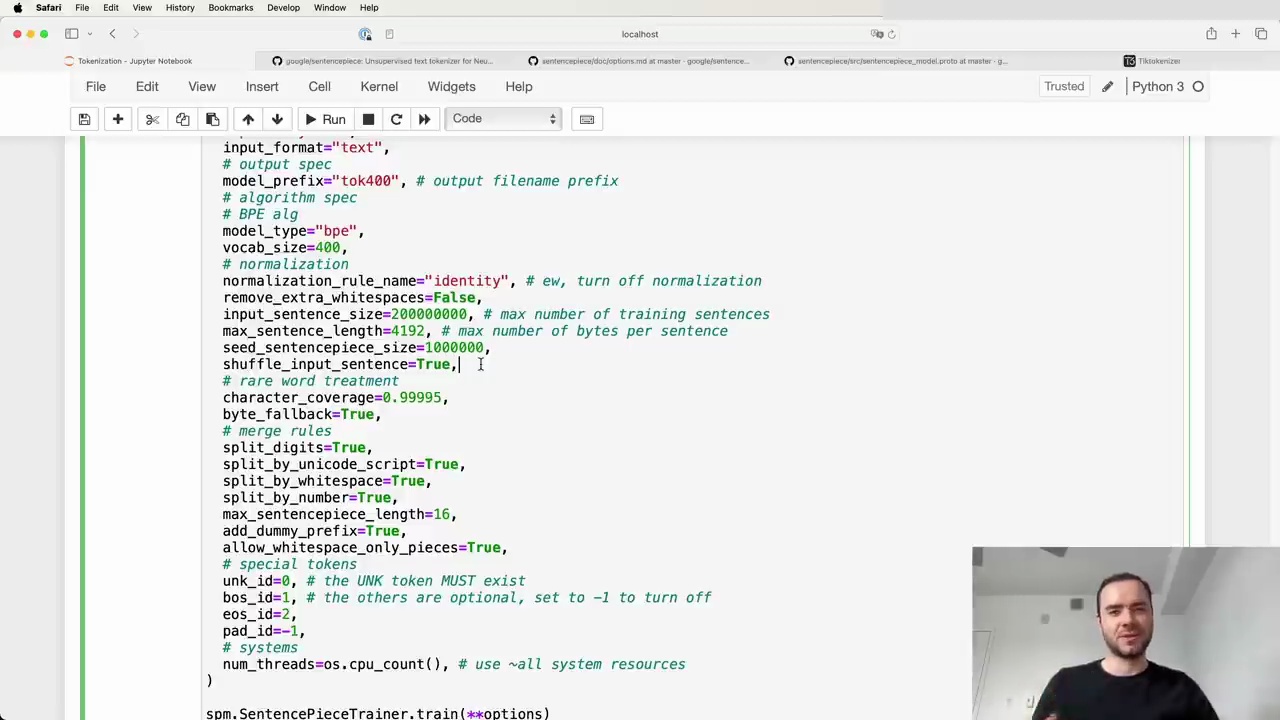 Safari File Edit View History Bookmarks Develop Window Help
localhost
Tokenization - Jupyter Notebook
google/sentencepiece: Unsupervised text tokenizer for Neu...
sentencepiece/doc/options.md at master · google/sentence...
sentencepiece/src/sentencepiece_model.proto at master · g...
T3 Tiktokenizer
File Edit View Insert Cell Kernel Widgets Help
Trusted Python 3
Run Code
input_format="text",
# output spec
model_prefix="tok400", # output filename prefix
# algorithm spec
# BPE alg
model_type="bpe",
vocab_size=400,
# normalization
normalization_rule_name="identity", # ew, turn off normalization
remove_extra_whitespaces=False,
input_sentence_size=200000000, # max number of training sentences
max_sentence_length=4192, # max number of bytes per sentence
seed_sentencepiece_size=1000000,
shuffle_input_sentence=True,
# rare word treatment
character_coverage=0.99995,
byte_fallback=True,
# merge rules
split_digits=True,
split_by_unicode_script=True,
split_by_whitespace=True,
split_by_number=True,
max_sentencepiece_length=16,
add_dummy_prefix=True,
allow_whitespace_only_pieces=True,
# special tokens
unk_id=0, # the UNK token MUST exist
bos_id=1, # the others are optional, set to -1 to turn off
eos_id=2,
pad_id=-1,
# systems
num_threads=os.cpu_count(), # use ~all system resources
)
spm.SentencePieceTrainer.train(**options)